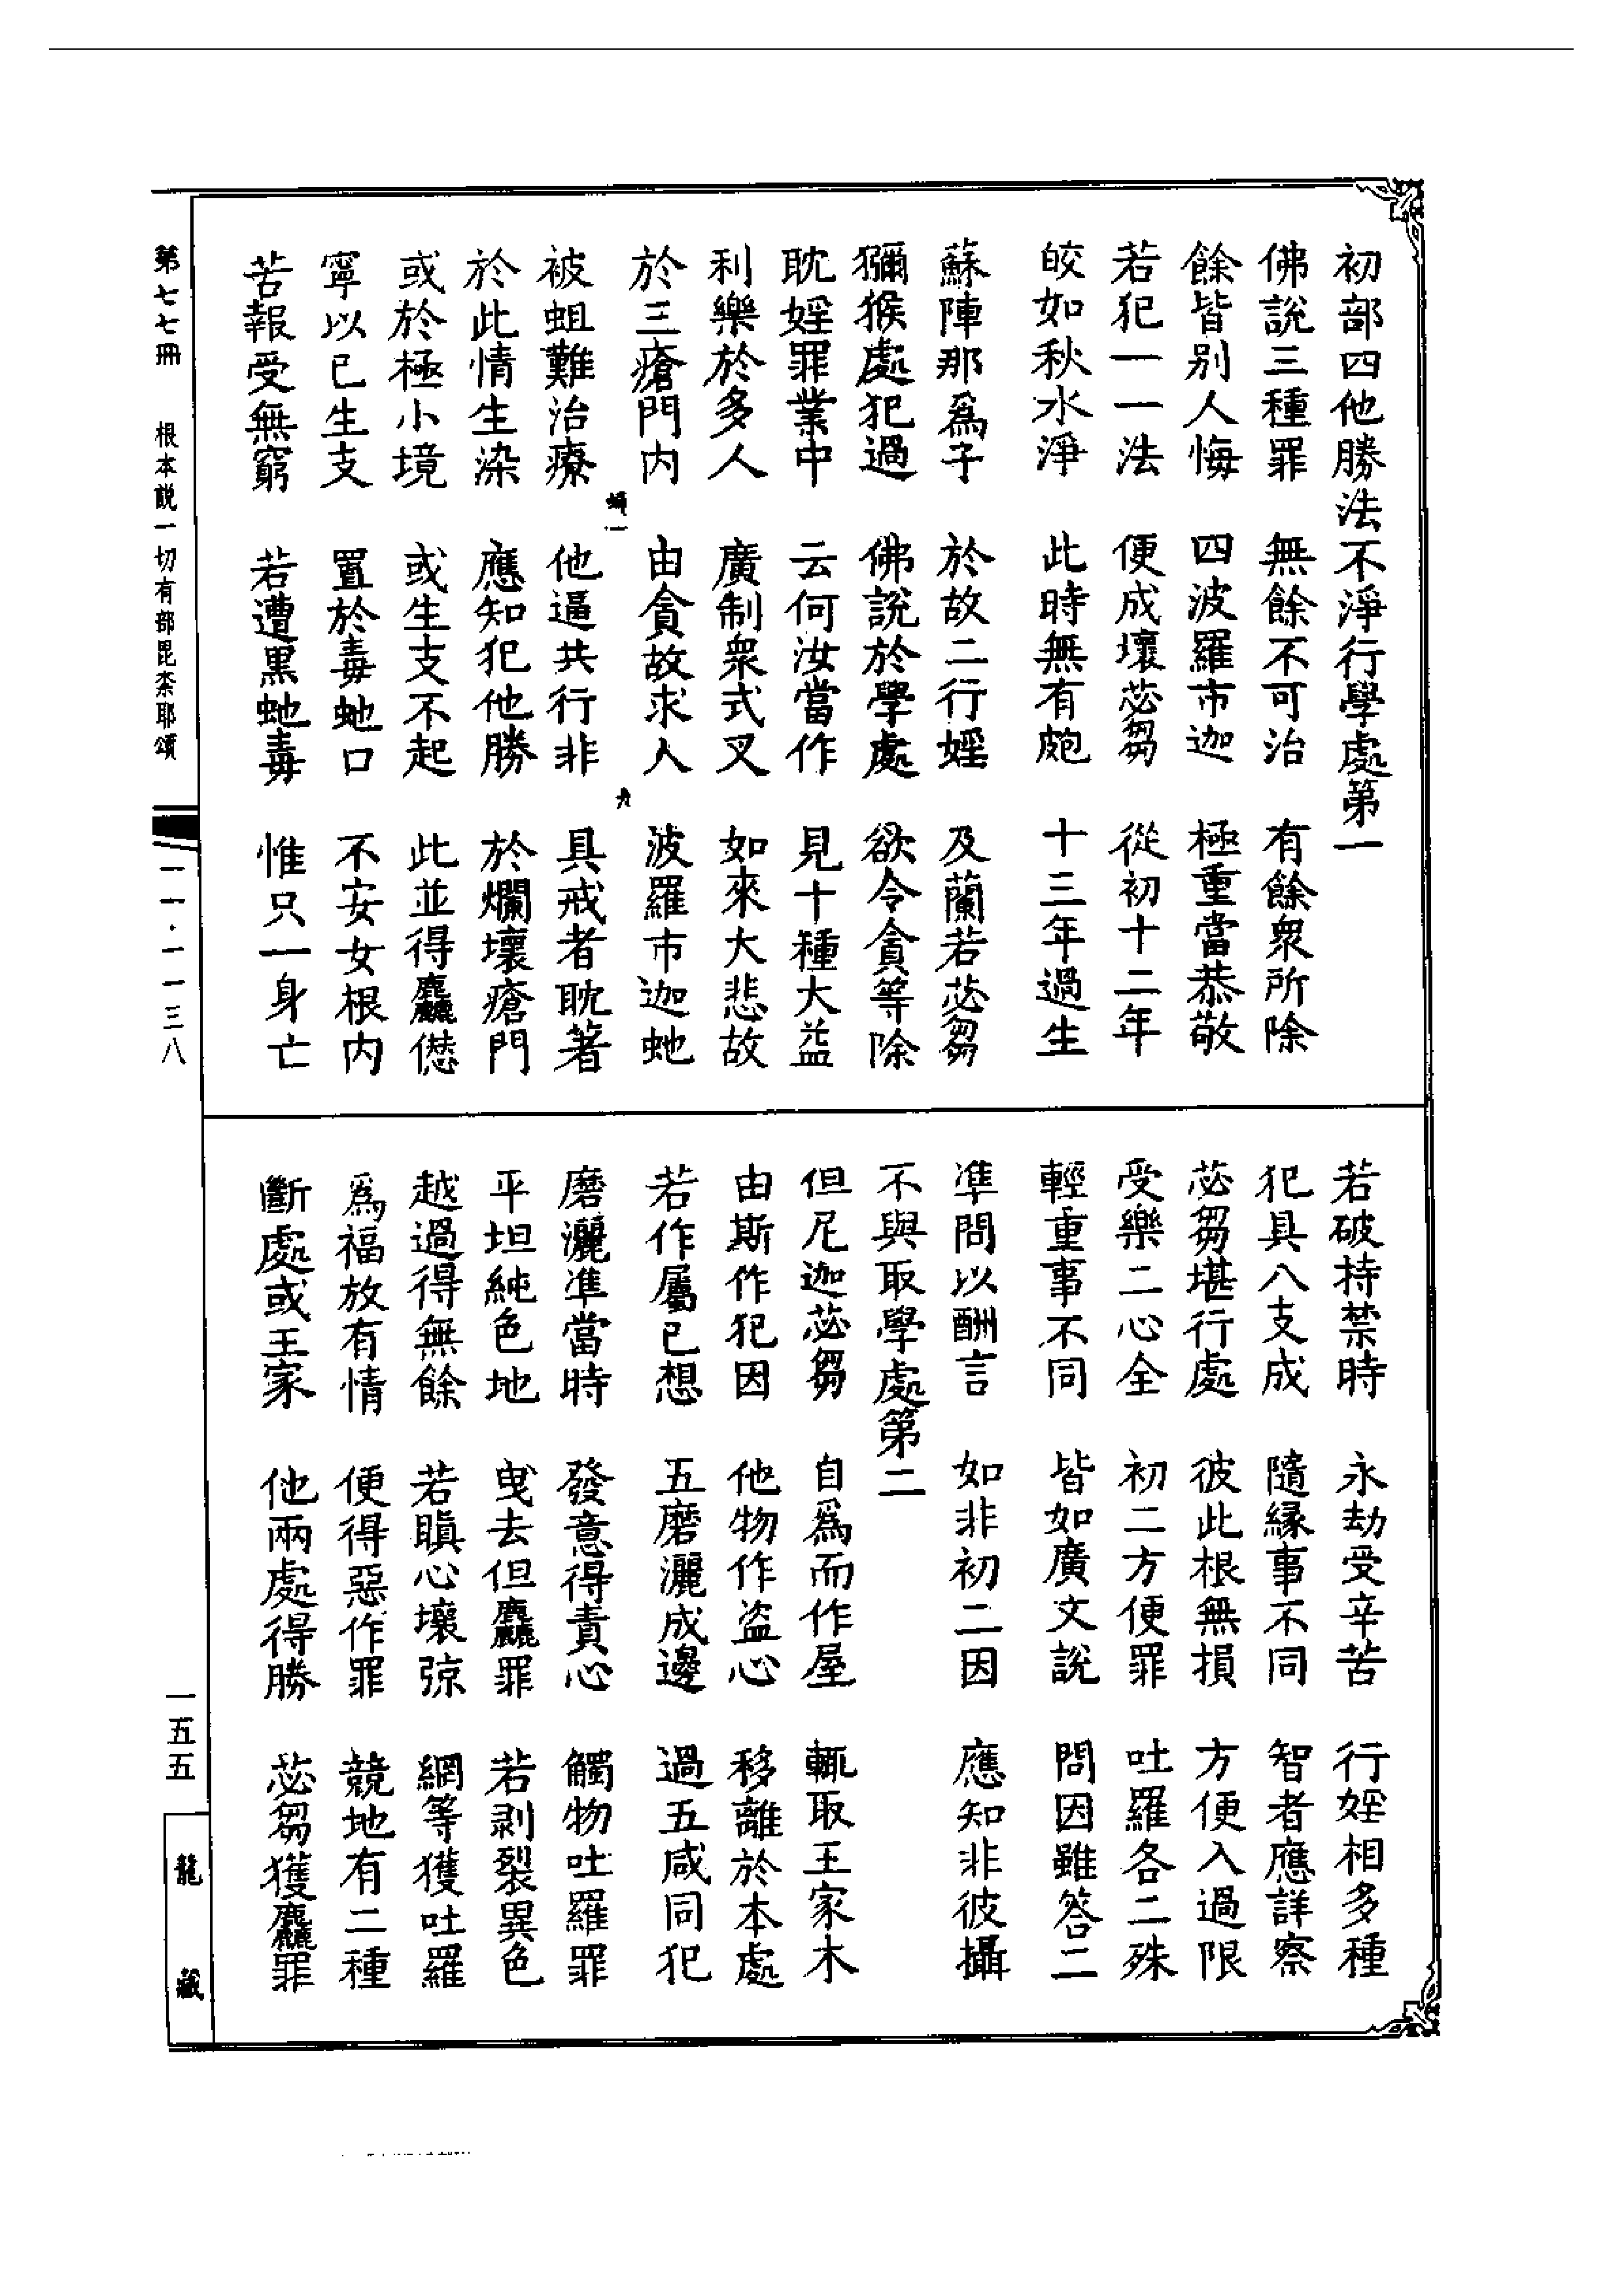 初部四他勝法不淨行學處第一
佛說三種罪　無餘不可治　有餘衆所除
餘皆别人悔　四波羅市迦　極重當恭敬
若犯一一法　便成壞苾芻　從初十二年
皎如秋水淨　此時無有皰　十三年過生
蘇陣那爲子　於故二行婬　及蘭若苾芻
獼猴處犯過　佛說於學處　欲令貪等除
耽婬罪業中　云何汝當作　見十種大益
利樂於多人　廣制衆式叉　如來大悲故
於三瘡門内　由貪故求人　波羅市迦虵
被蛆難治療　他逼共行非　具戒者耽著
於此情生染　應知犯他勝　於爛壞瘡門
或於極小境　或生支不起　此並得麤愆
寧以已生支　置於毒虵口　不安女根内
苦報受無窮　若遭黑虵毒　惟只一身亡
若破持禁時　永劫受辛苦　行婬相多種
犯具八支成　隨緣事不同　智者應詳察
苾芻堪行處　彼此根無損　方便入過限
受樂二心全　初二方便罪　吐羅各二殊
輕重事不同　皆如廣文說　問因雖答二
準問以酬言　如非初二因　應知非彼攝
不與取學處第二
但尼迦苾芻　自爲而作屋　輒取王家木
由斯作犯因　他物作盜心　移離於本處
若作屬已想　五磨灑成邊　過五咸同犯
磨灑準當時　發意得責心　觸物吐羅罪
平坦純色地　曳去但麤罪　若剥裂異色
越過得無餘　若瞋心壞弶　網等獲吐羅
爲福放有情　便得惡作罪　競地有二種
斷處或王家　他兩處得勝　苾芻獲麤罪
第七七冊　根本説一切有部毘柰耶頌
一一・一一三八
一五五
龍藏